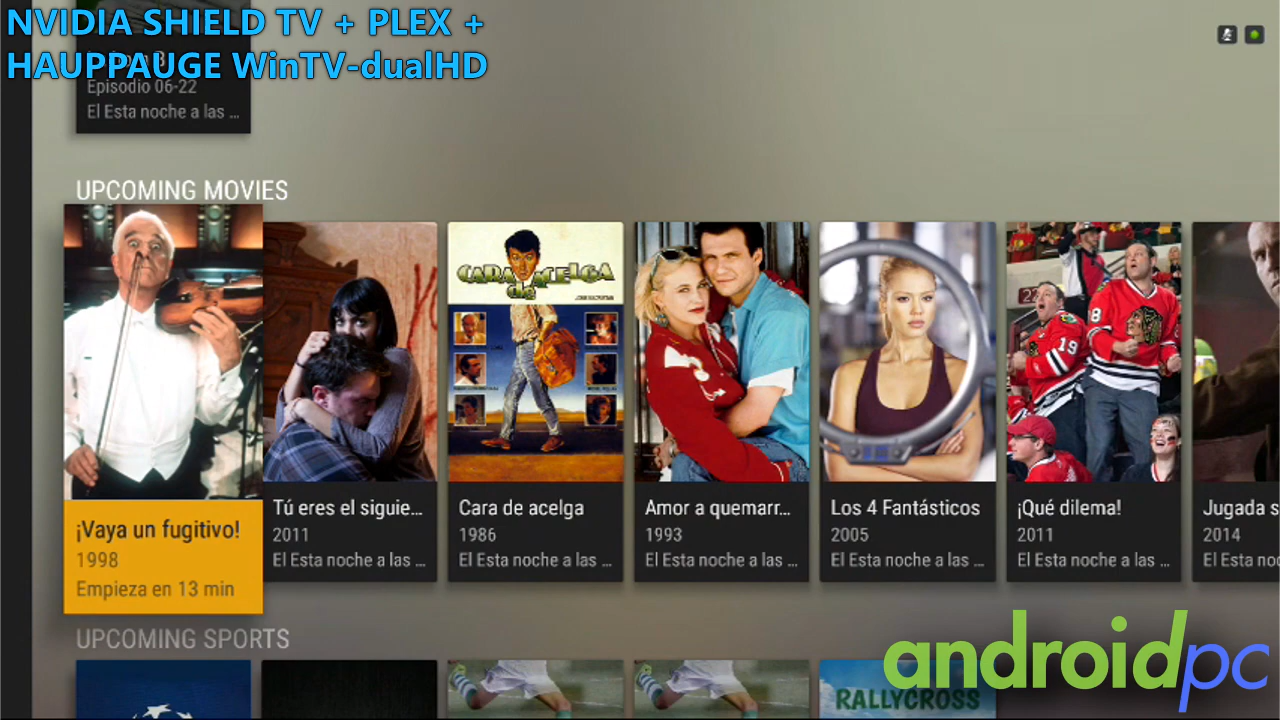 NVIDIA SHIELD TV + PLEX +
HAUPPAUGE WinTV-dualHD
Episodio 06-22
El Esta noche a las ...
UPCOMING MOVIES
CARA de ACELGA
19
8
¡Vaya un fugitivo!
1998
Empieza en 13 min
Tú eres el siguie...
2011
El Esta noche a las ...
Cara de acelga
1986
El Esta noche a las ...
Amor a quemarr...
1993
El Esta noche a las ...
Los 4 Fantásticos
2005
El Esta noche a las ...
¡Qué dilema!
2011
El Esta noche a las ...
Jugada s
2014
El Esta no
UPCOMING SPORTS
RALLYCROSS
androidpc